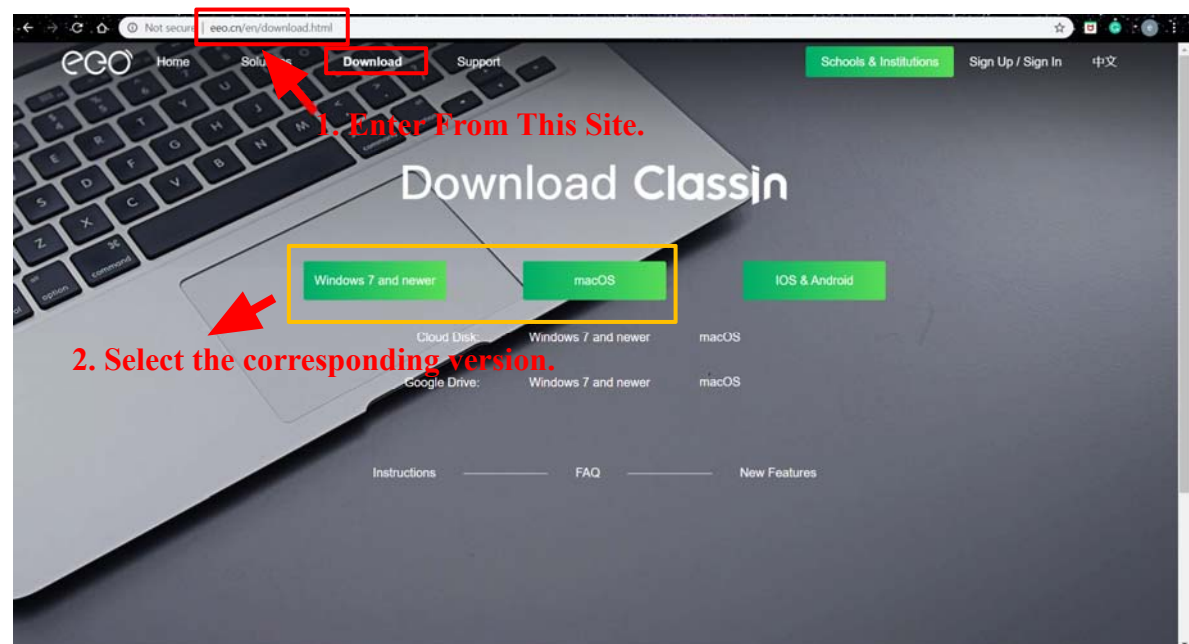 Not secure | eeo.cn/en/download.html
eeo Home Solutions Download Support Schools & Institutions Sign Up / Sign In 中文
1. Enter From This Site.
Download Classin
Windows 7 and newer macOS IOS & Android
Cloud Disk: Windows 7 and newer macOS
2. Select the corresponding version.
Google Drive: Windows 7 and newer macOS
Instructions FAQ New Features